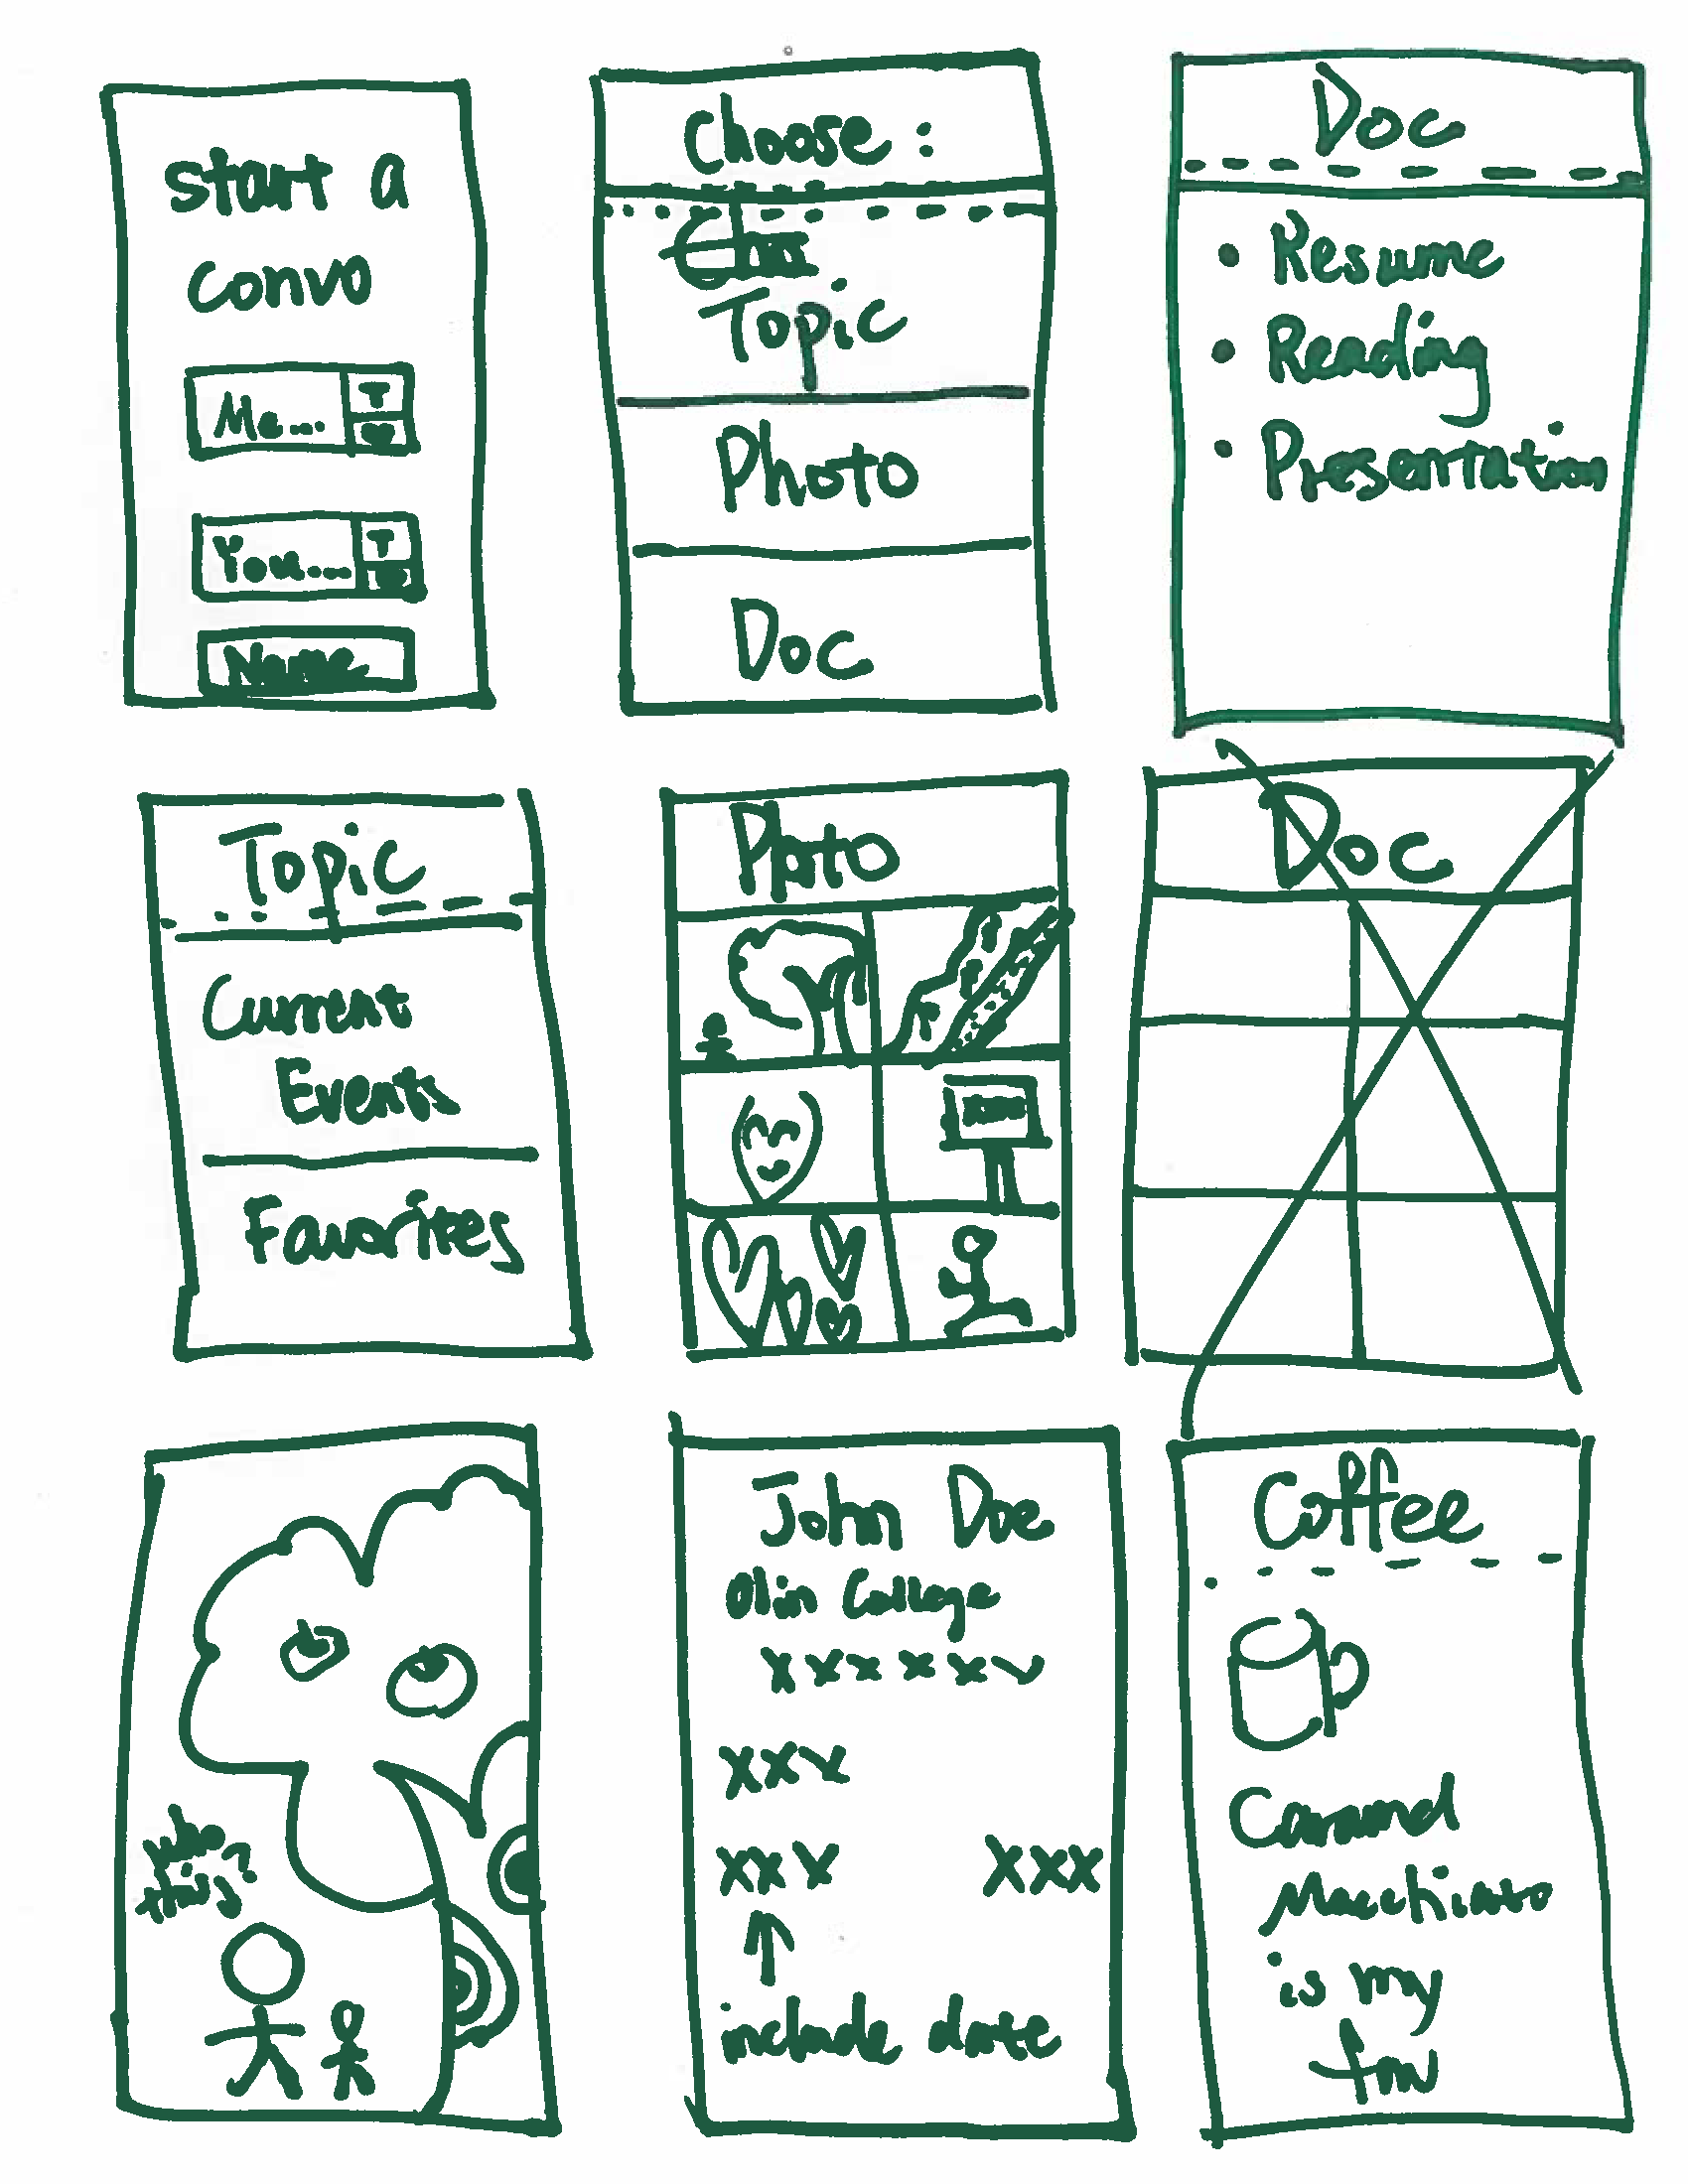 start a
convo
Me... T
You... T
Name
Choose:
Topic
Photo
Doc
Doc
• Resume
• Reading
• Presentation
Topic
Current
Events
Favorites
Photo
Doc
who
this?
John Doe
Olin College
xxxxxx
xxx
xxx xxx
include date
Coffee
Caramel
Macchiato
is my
fav